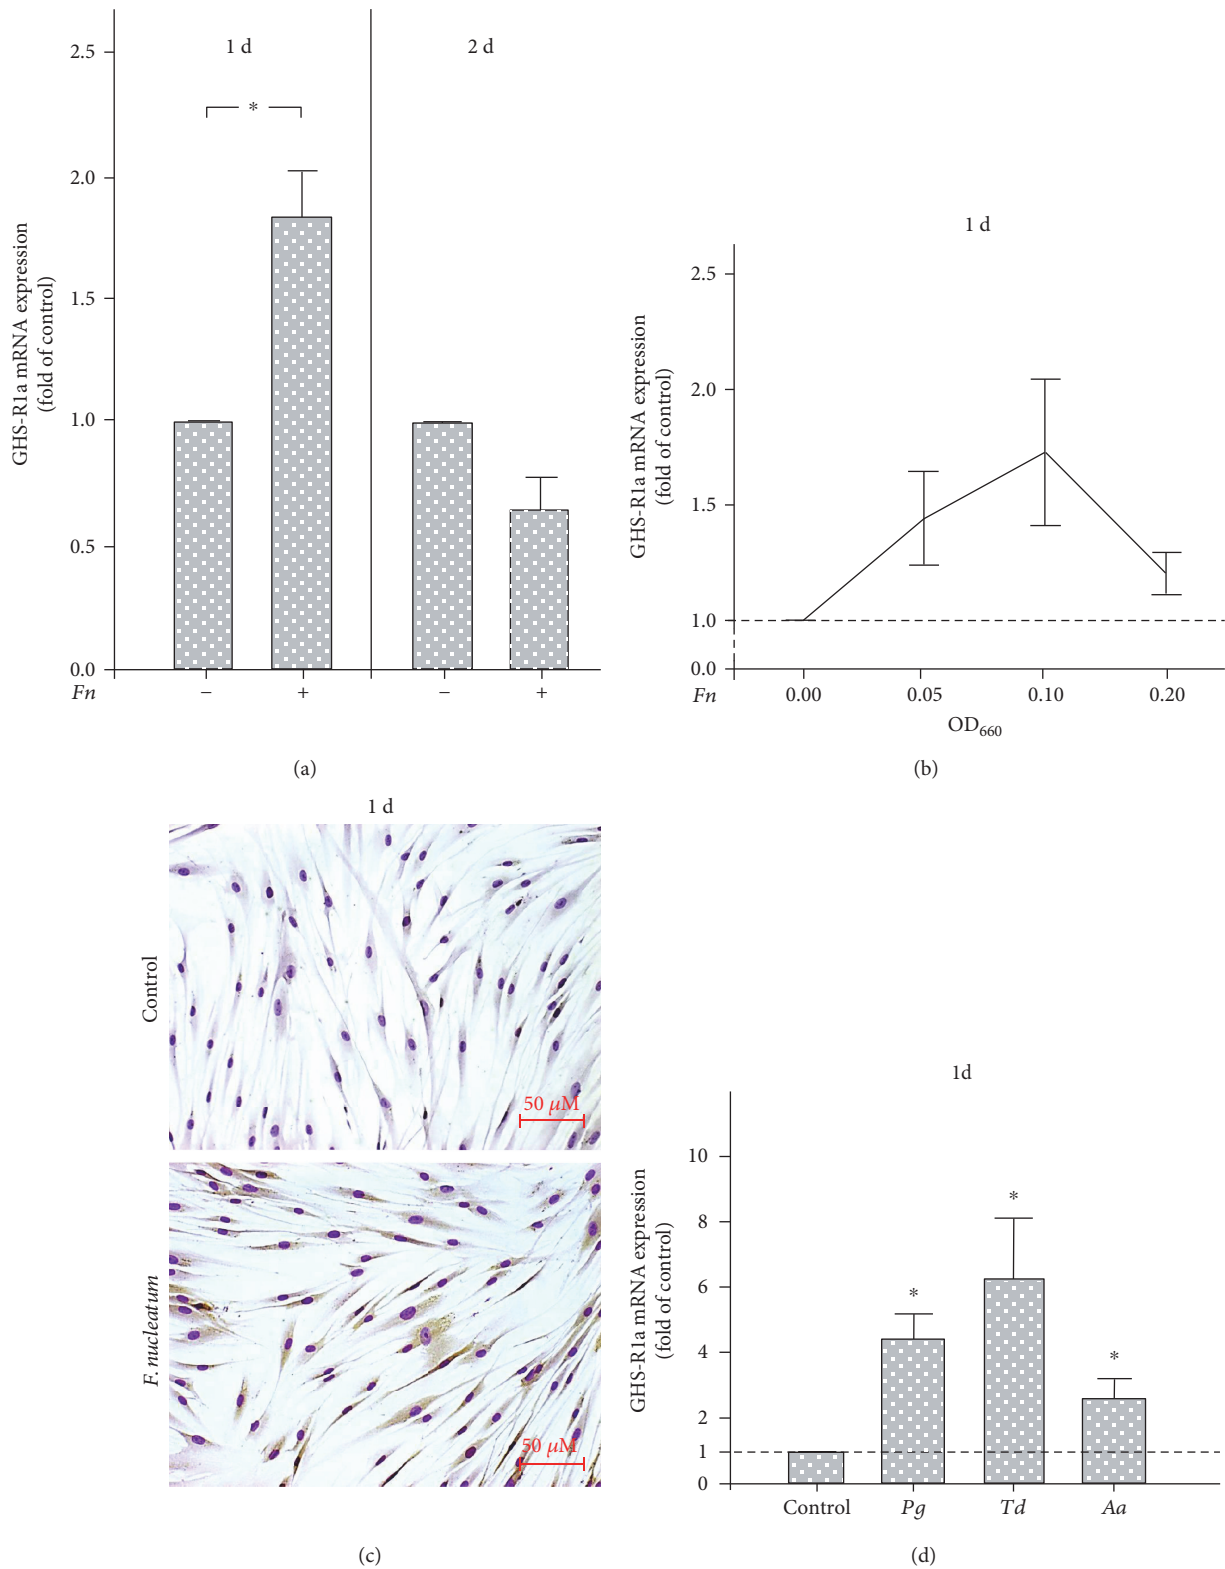 1 d
2 d
2.5
2.0
1.5
1.0
0.5
0.0
*
GHS-R1a mRNA expression
(fold of control)
Fn
− + − +
(a)
1 d
2.5
2.0
1.5
1.0
0.0
GHS-R1a mRNA expression
(fold of control)
Fn
0.00 0.05 0.10 0.20
OD660
(b)
1 d
Control
50 μM
F. nucleatum
50 μM
(c)
1d
10
8
6
4
2
1
0
* * *
GHS-R1a mRNA expression
(fold of control)
Control Pg Td Aa
(d)